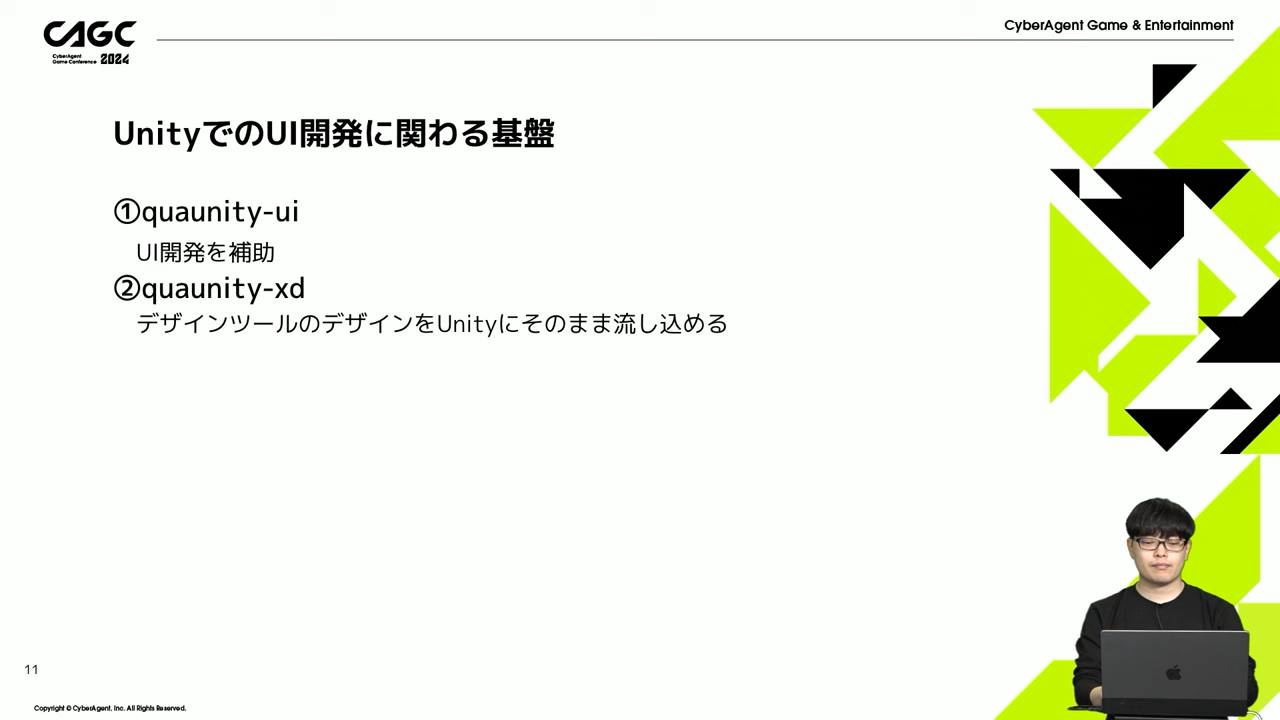 CAGC
CyberAgent
Game Conference 2024
CyberAgent Game & Entertainment
UnityでのUI開発に関わる基盤
①quaunity-ui
UI開発を補助
②quaunity-xd
デザインツールのデザインをUnityにそのまま流し込める
11
Copyright © CyberAgent, Inc. All Rights Reserved.